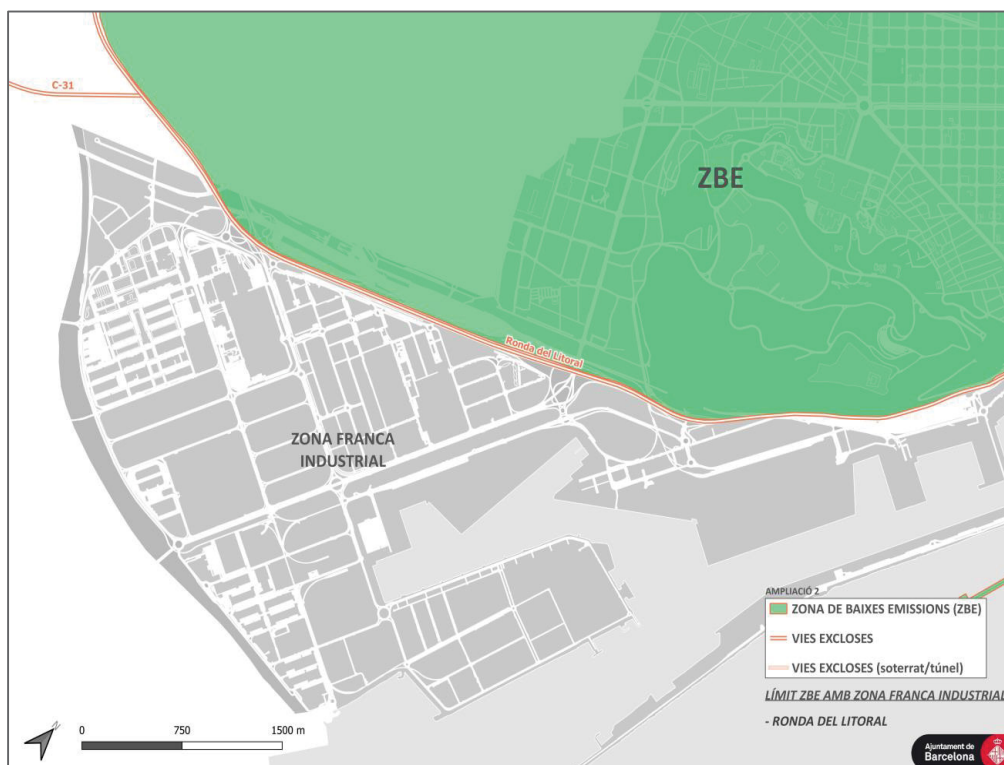 C-31
ZBE
Ronda del Litoral
ZONA FRANCA
INDUSTRIAL
AMPLIACIÓ 2
ZONA DE BAIXES EMISSIONS (ZBE)
VIES EXCLOSES
VIES EXCLOSES (soterrat/túnel)
LÍMIT ZBE AMB ZONA FRANCA INDUSTRIAL
- RONDA DEL LITORAL
N
0 750 1500 m
Ajuntament de
Barcelona